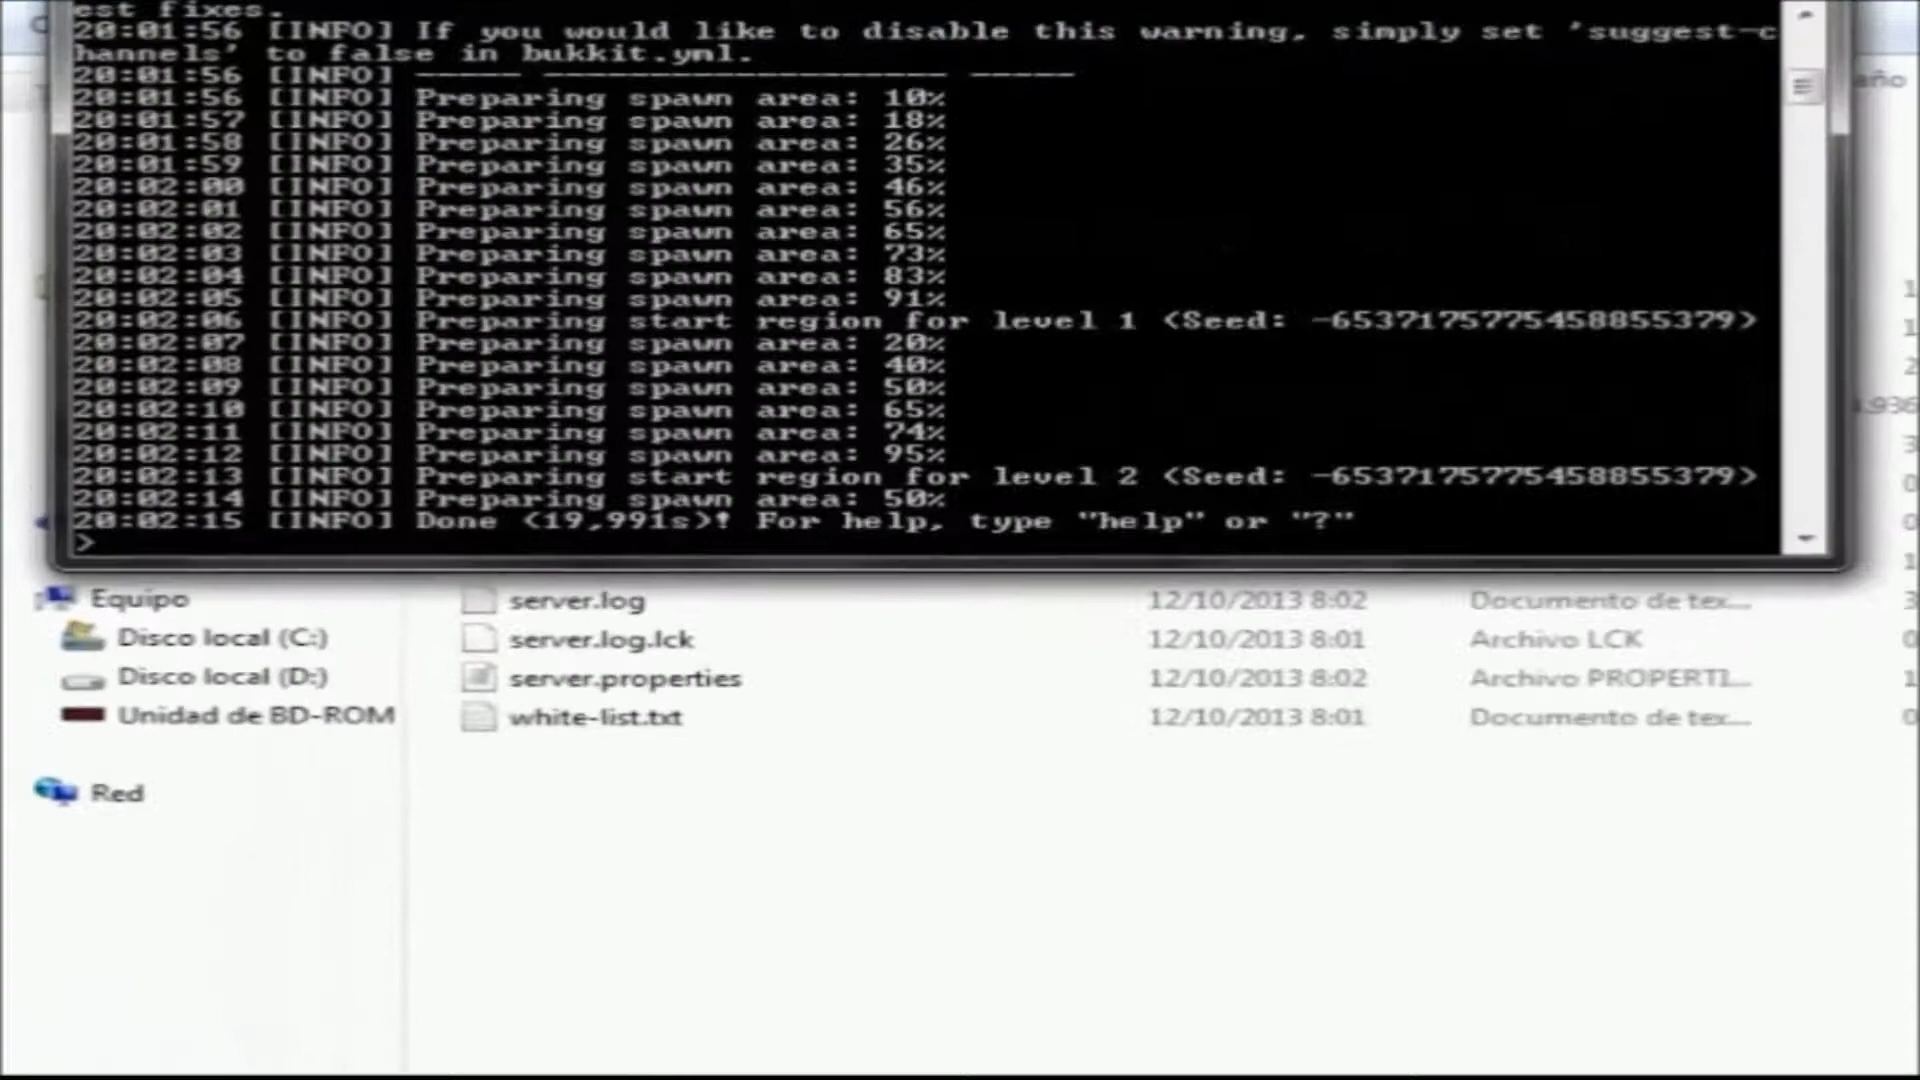 est fixes.
20:01:56 [INFO] If you would like to disable this warning, simply set 'suggest-c
hannels' to false in bukkit.yml.
20:01:56 [INFO] ----- ------------------- -----
20:01:56 [INFO] Preparing spawn area: 10%
20:01:57 [INFO] Preparing spawn area: 18%
20:01:58 [INFO] Preparing spawn area: 26%
20:01:59 [INFO] Preparing spawn area: 35%
20:02:00 [INFO] Preparing spawn area: 46%
20:02:01 [INFO] Preparing spawn area: 56%
20:02:02 [INFO] Preparing spawn area: 65%
20:02:03 [INFO] Preparing spawn area: 73%
20:02:04 [INFO] Preparing spawn area: 83%
20:02:05 [INFO] Preparing spawn area: 91%
20:02:06 [INFO] Preparing start region for level 1 (Seed: -6537175775458855379)
20:02:07 [INFO] Preparing spawn area: 20%
20:02:08 [INFO] Preparing spawn area: 40%
20:02:09 [INFO] Preparing spawn area: 50%
20:02:10 [INFO] Preparing spawn area: 65%
20:02:11 [INFO] Preparing spawn area: 74%
20:02:12 [INFO] Preparing spawn area: 95%
20:02:13 [INFO] Preparing start region for level 2 (Seed: -6537175775458855379)
20:02:14 [INFO] Preparing spawn area: 50%
20:02:15 [INFO] Done (19,991s)! For help, type "help" or "?"
>
Equipo server.log 12/10/2013 8:02 Documento de tex...
Disco local (C:) server.log.lck 12/10/2013 8:01 Archivo LCK
Disco local (D:) server.properties 12/10/2013 8:02 Archivo PROPERTI...
Unidad de BD-ROM white-list.txt 12/10/2013 8:01 Documento de tex...
Red